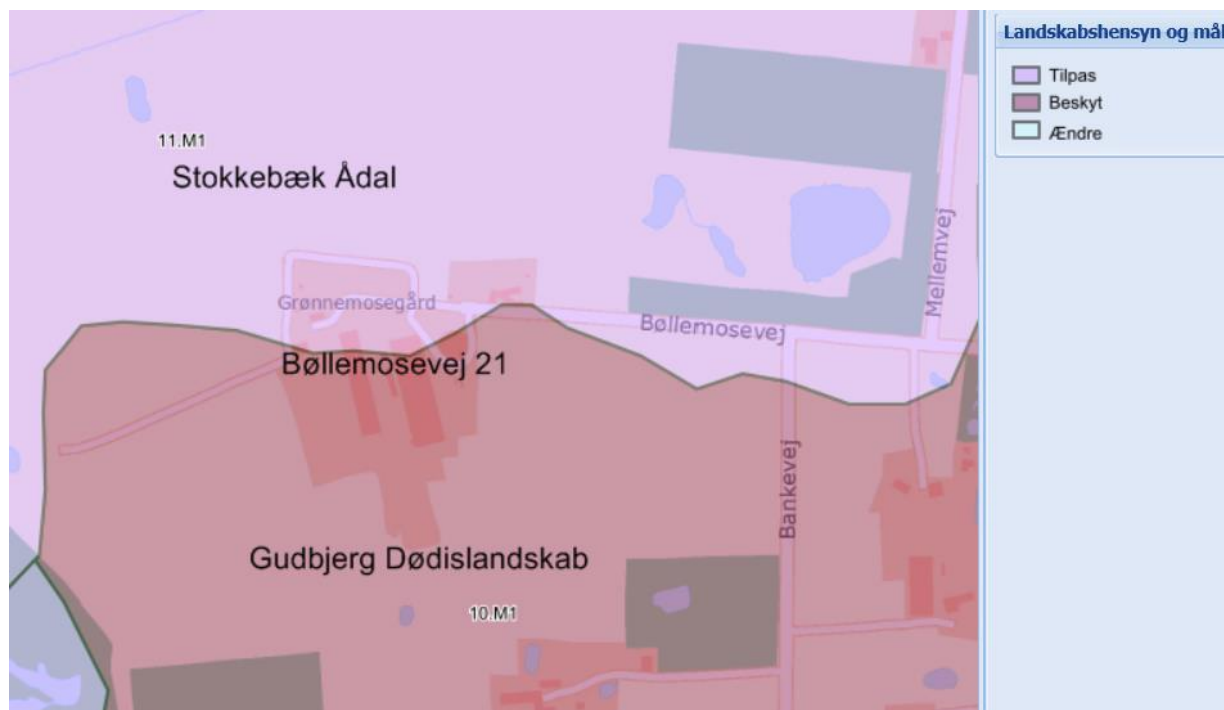 Landskabshensyn og mål
Tilpas
Beskyt
Ændre
11.M1
Stokkebæk Ådal
Mellemvej
Grønnemosegård
Bøllemosevej
Bøllemosevej 21
Bankevej
Gudbjerg Dødislandskab
10.M1